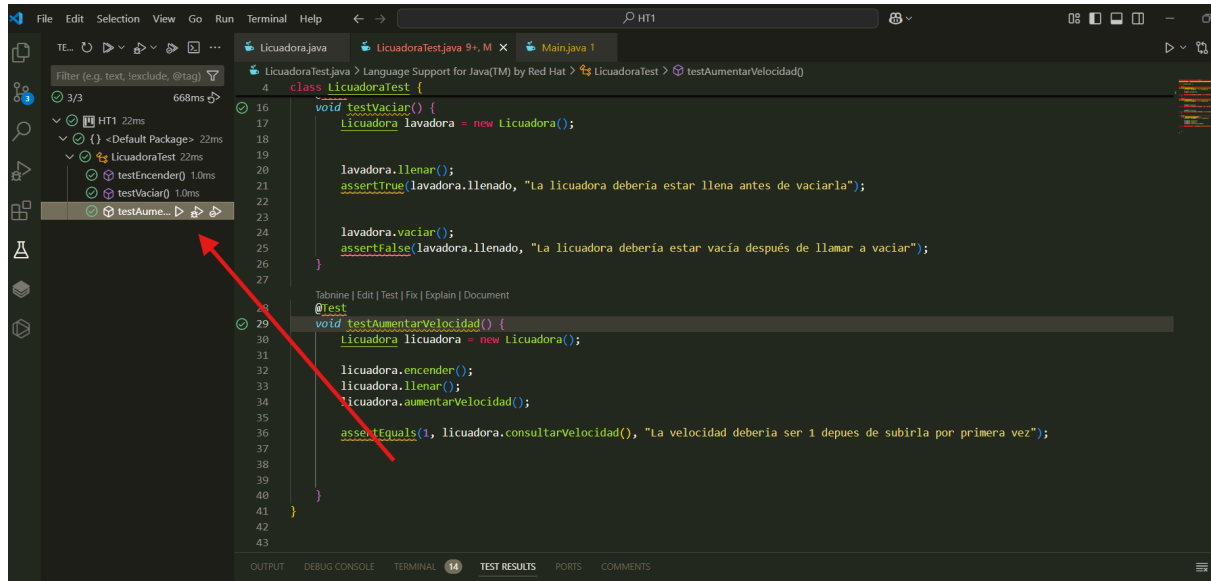 File Edit Selection View Go Run Terminal Help
HT1
TE...
Licuadora.java
LicuadoraTest.java 9+, M
Main.java 1
Filter (e.g. text, !exclude, @tag)
3/3
668ms
HT1 22ms
{} <Default Package> 22ms
LicuadoraTest 22ms
testEncender() 1.0ms
testVaciar() 1.0ms
testAume...
3
LicuadoraTest.java > Language Support for Java(TM) by Red Hat > LicuadoraTest > testAumentarVelocidad()
4 class LicuadoraTest {
16 void testVaciar() {
17 Licuadora lavadora = new Licuadora();
18
19
20 lavadora.llenar();
21 assertTrue(lavadora.llenado, "La licuadora debería estar llena antes de vaciarla");
22
23
24 lavadora.vaciar();
25 assertFalse(lavadora.llenado, "La licuadora debería estar vacía después de llamar a vaciar");
26 }
27
Tabnine | Edit | Test | Fix | Explain | Document
28 @Test
29 void testAumentarVelocidad() {
30 Licuadora licuadora = new Licuadora();
31
32 licuadora.encender();
33 licuadora.llenar();
34 licuadora.aumentarVelocidad();
35
36 assertEquals(1, licuadora.consultarVelocidad(), "La velocidad deberia ser 1 depues de subirla por primera vez");
37
38
39
40 }
41 }
42
43
OUTPUT DEBUG CONSOLE TERMINAL 14 TEST RESULTS PORTS COMMENTS